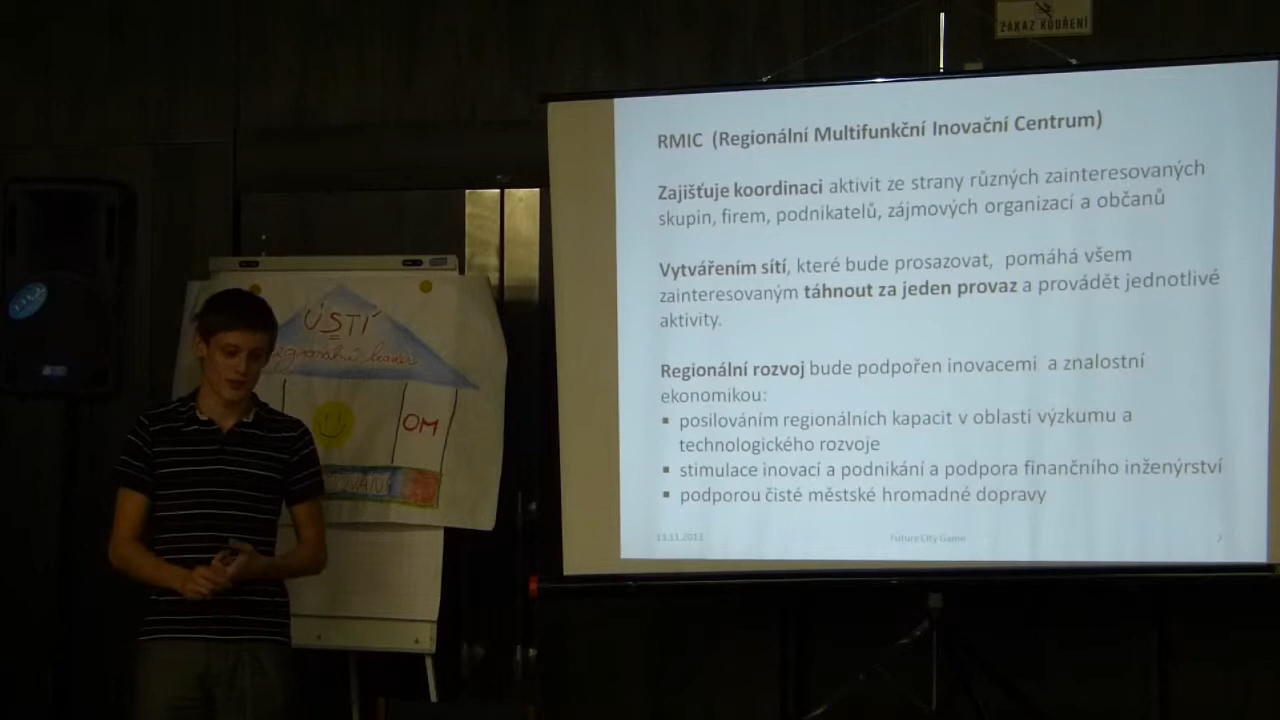 ZÁKAZ KOUŘENÍ
RMIC (Regionální Multifunkční Inovační Centrum)
Zajišťuje koordinaci aktivit ze strany různých zainteresovaných
skupin, firem, podnikatelů, zájmových organizací a občanů
Vytvářením sítí, které bude prosazovat, pomáhá všem
zainteresovaným táhnout za jeden provaz a provádět jednotlivé
aktivity.
Regionální rozvoj bude podpořen inovacemi a znalostní
ekonomikou:
▪ posilováním regionálních kapacit v oblasti výzkumu a
technologického rozvoje
▪ stimulace inovací a podnikání a podpora finančního inženýrství
▪ podporou čisté městské hromadné dopravy
Future City Game
7
ÚSTÍ
OM